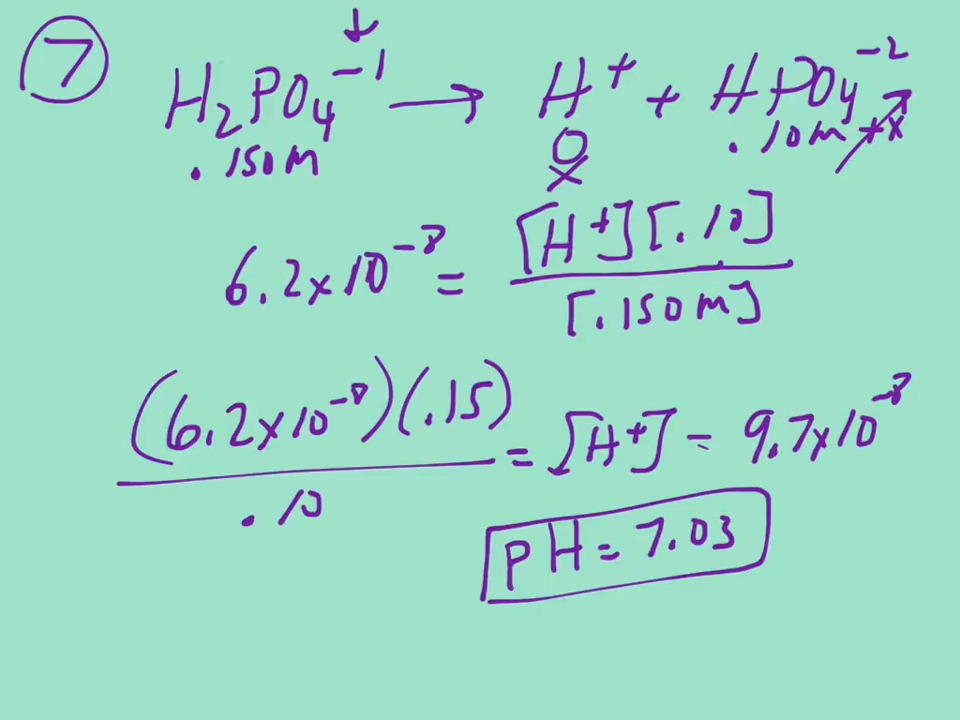 7
H₂PO₄⁻¹ → H⁺ + HPO₄⁻²
.150M 0 .10M +x
x
6.2x10⁻⁸ = [H⁺][.10]
[.150M]
(6.2x10⁻⁸)(.15) = [H⁺] = 9.7x10⁻⁸
.10
PH = 7.03